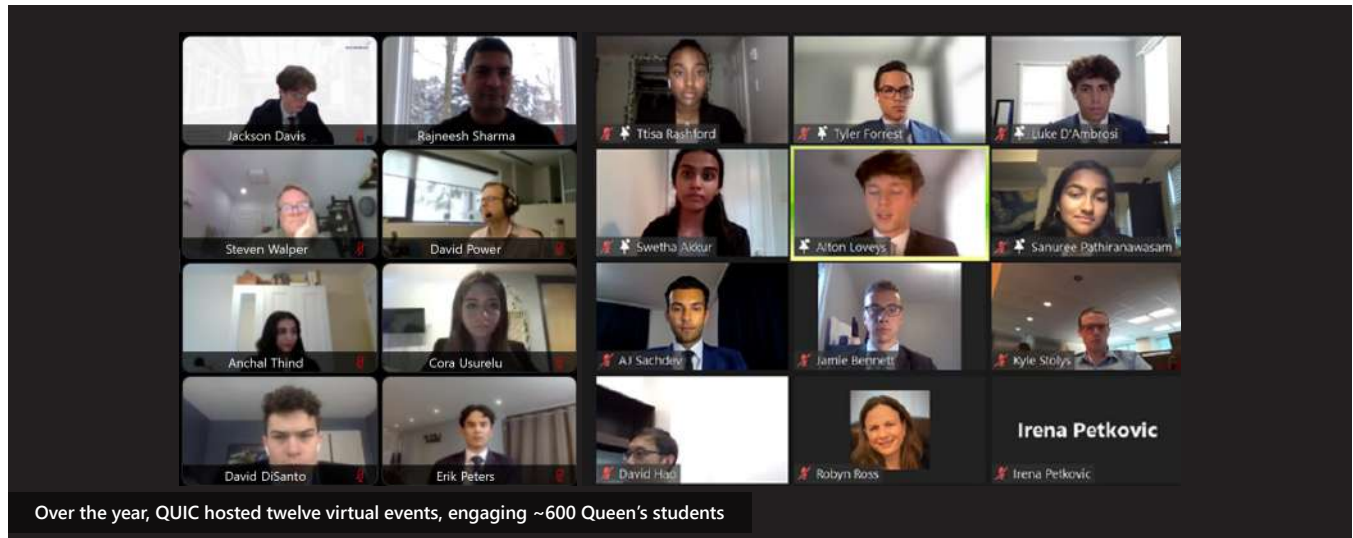 Jackson Davis
Rajneesh Sharma
Ttisa Rashford
Tyler Forrest
Luke D'Ambrosi
Steven Walper
David Power
Swetha Akkur
Alton Loveys
Sanuree Pathiranawasam
Anchal Thind
Cora Usurelu
AJ Sachdev
Jamie Bennett
Kyle Stolys
David DiSanto
Erik Peters
David Hao
Robyn Ross
Irena Petkovic
Irena Petkovic
Over the year, QUIC hosted twelve virtual events, engaging ~600 Queen's students